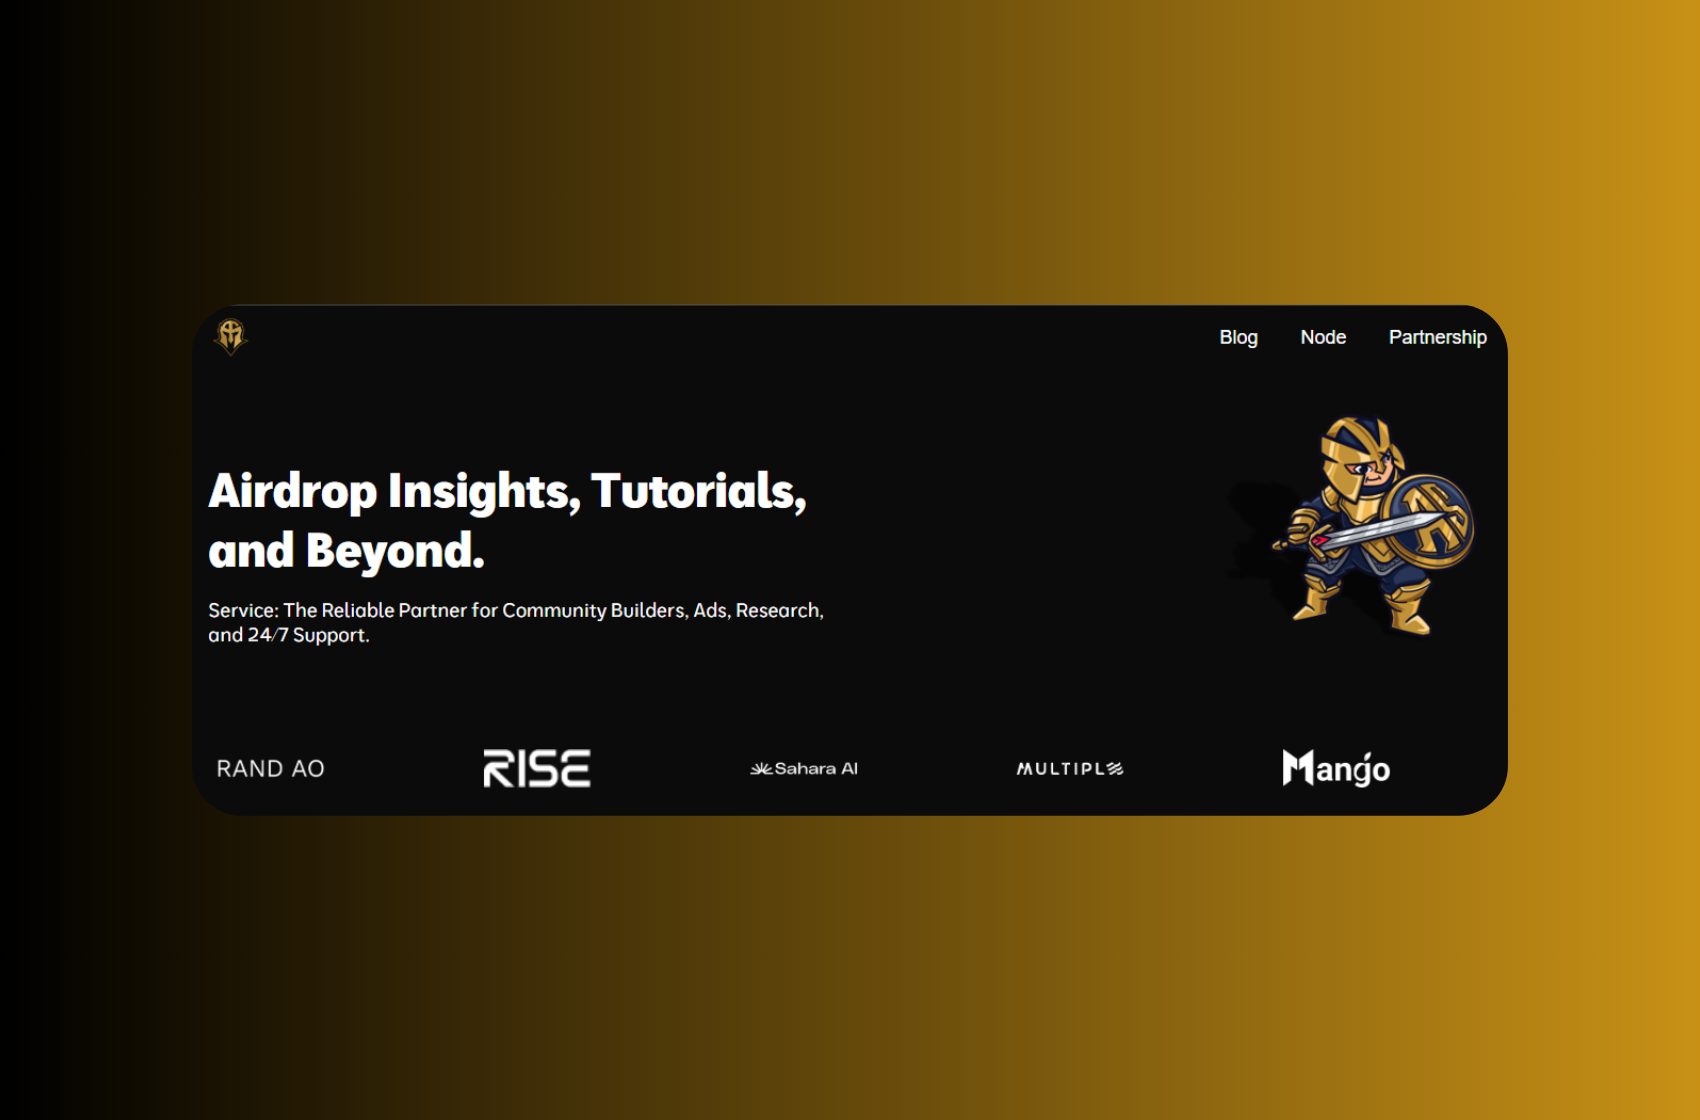 Blog Node Partnership
Airdrop Insights, Tutorials,
and Beyond.
Service: The Reliable Partner for Community Builders, Ads, Research,
and 24/7 Support.
RAND AO RISE Sahara AI MULTIPLE Mango